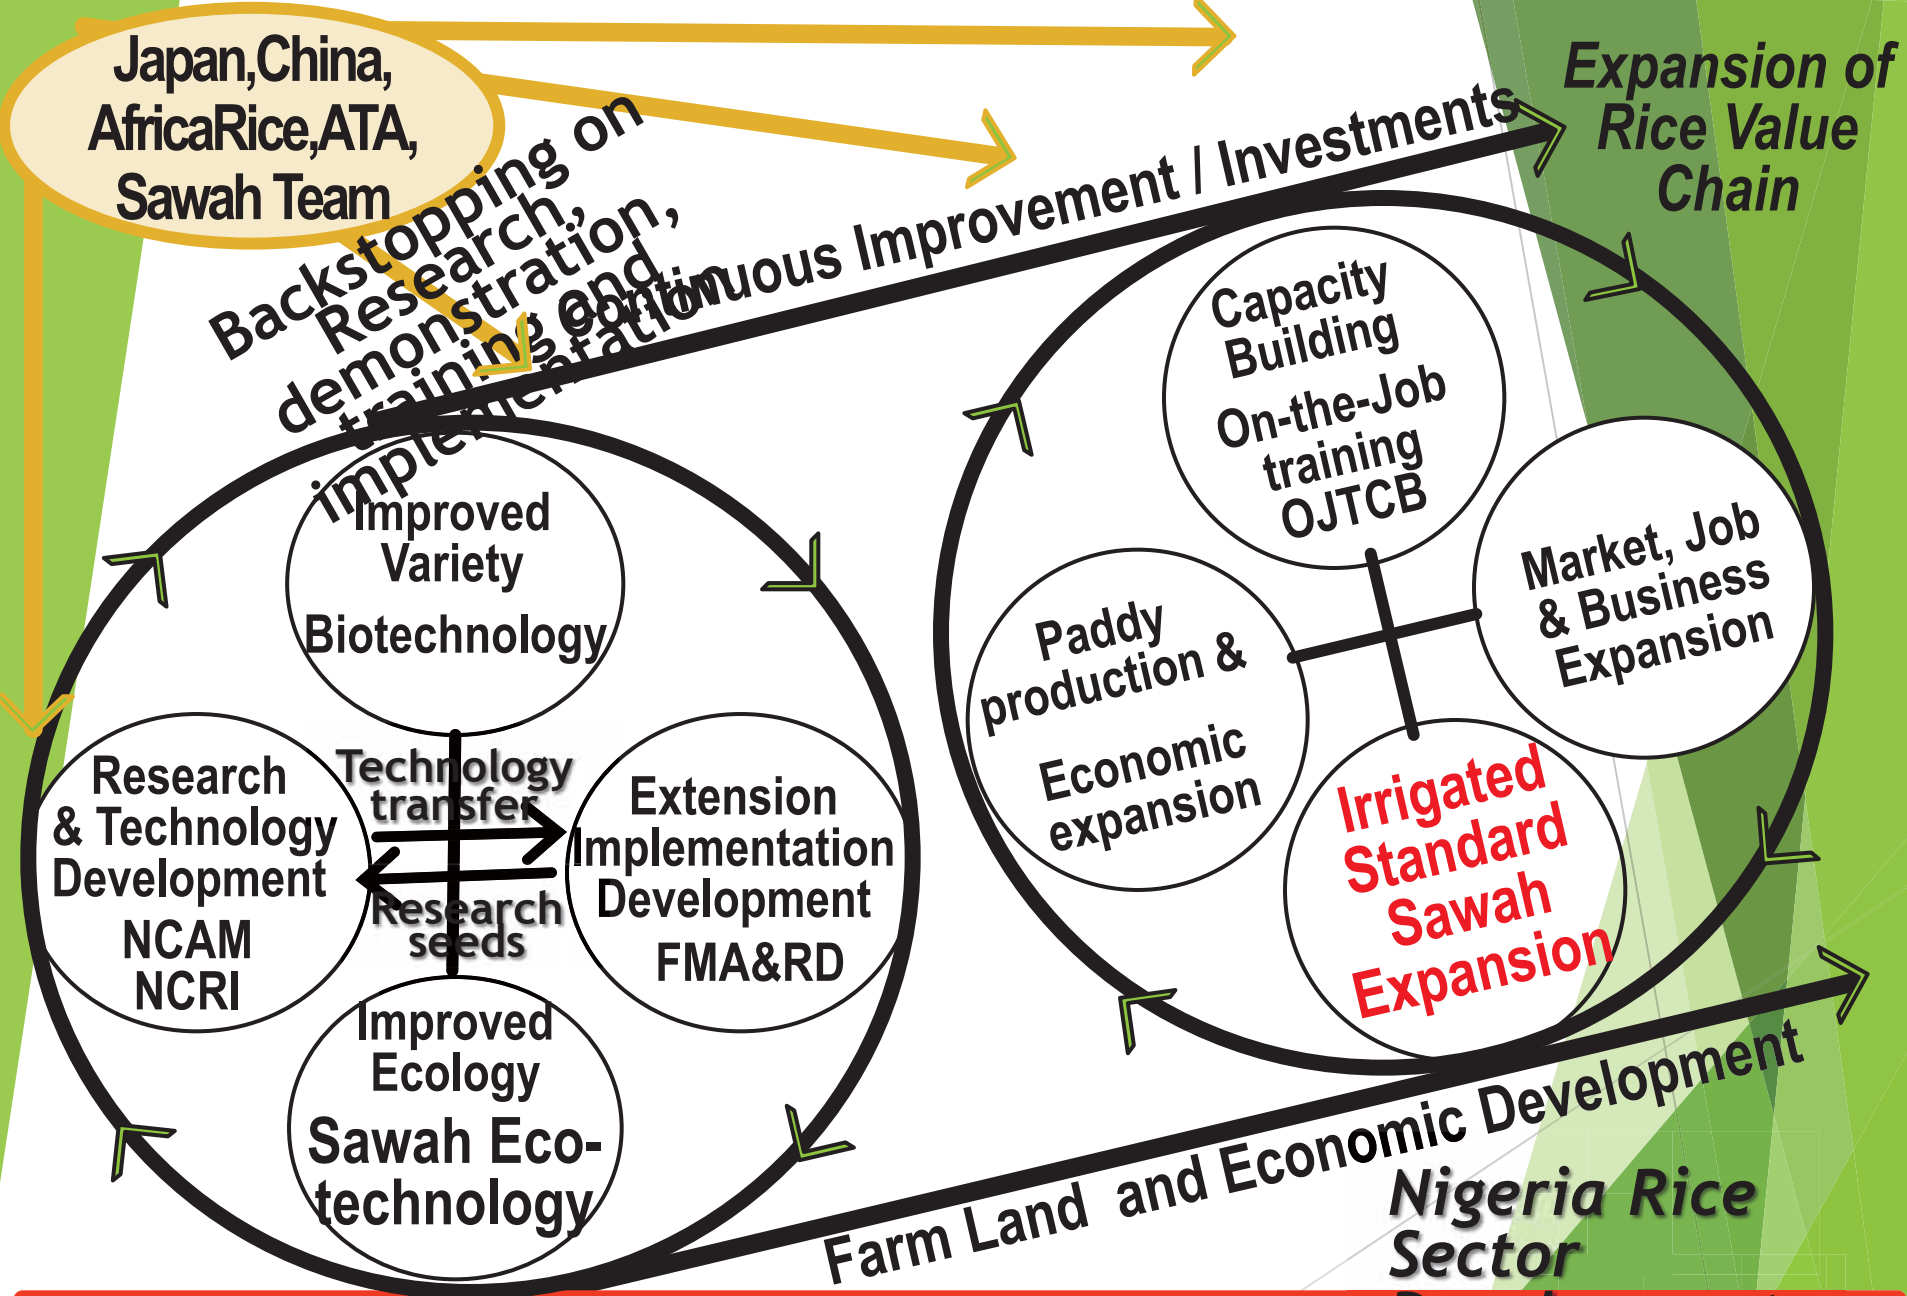 Japan,China,
AfricaRice,ATA,
Sawah Team
Backstopping on
Research,
demonstration,
training and
implementation
Continuous Improvement / Investments
Expansion of
Rice Value
Chain
Improved
Variety
Biotechnology
Research
& Technology
Development
NCAM
NCRI
Technology
transfer
Research
seeds
Extension
Implementation
Development
FMA&RD
Improved
Ecology
Sawah Eco-
technology
Capacity
Building
On-the-Job
training
OJTCB
Paddy
production &
Economic
expansion
Market, Job
& Business
Expansion
Irrigated
Standard
Sawah
Expansion
Farm Land and Economic Development
Nigeria Rice
Sector